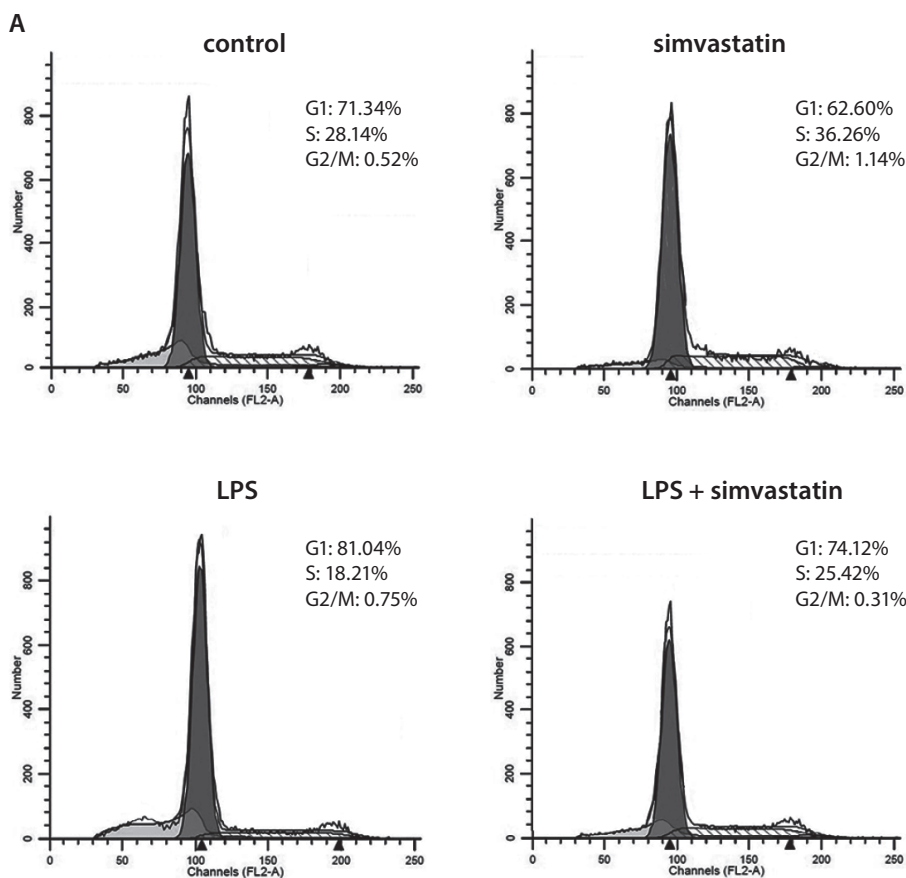 A
control
G1: 71.34%
S: 28.14%
G2/M: 0.52%
Number
0
200
400
600
800
0
50
100
150
200
250
Channels (FL2-A)
simvastatin
G1: 62.60%
S: 36.26%
G2/M: 1.14%
Number
0
200
400
600
800
0
50
100
150
200
250
Channels (FL2-A)
LPS
G1: 81.04%
S: 18.21%
G2/M: 0.75%
Number
0
200
400
600
800
0
50
100
150
200
250
Channels (FL2-A)
LPS + simvastatin
G1: 74.12%
S: 25.42%
G2/M: 0.31%
Number
0
200
400
600
800
0
50
100
150
200
250
Channels (FL2-A)